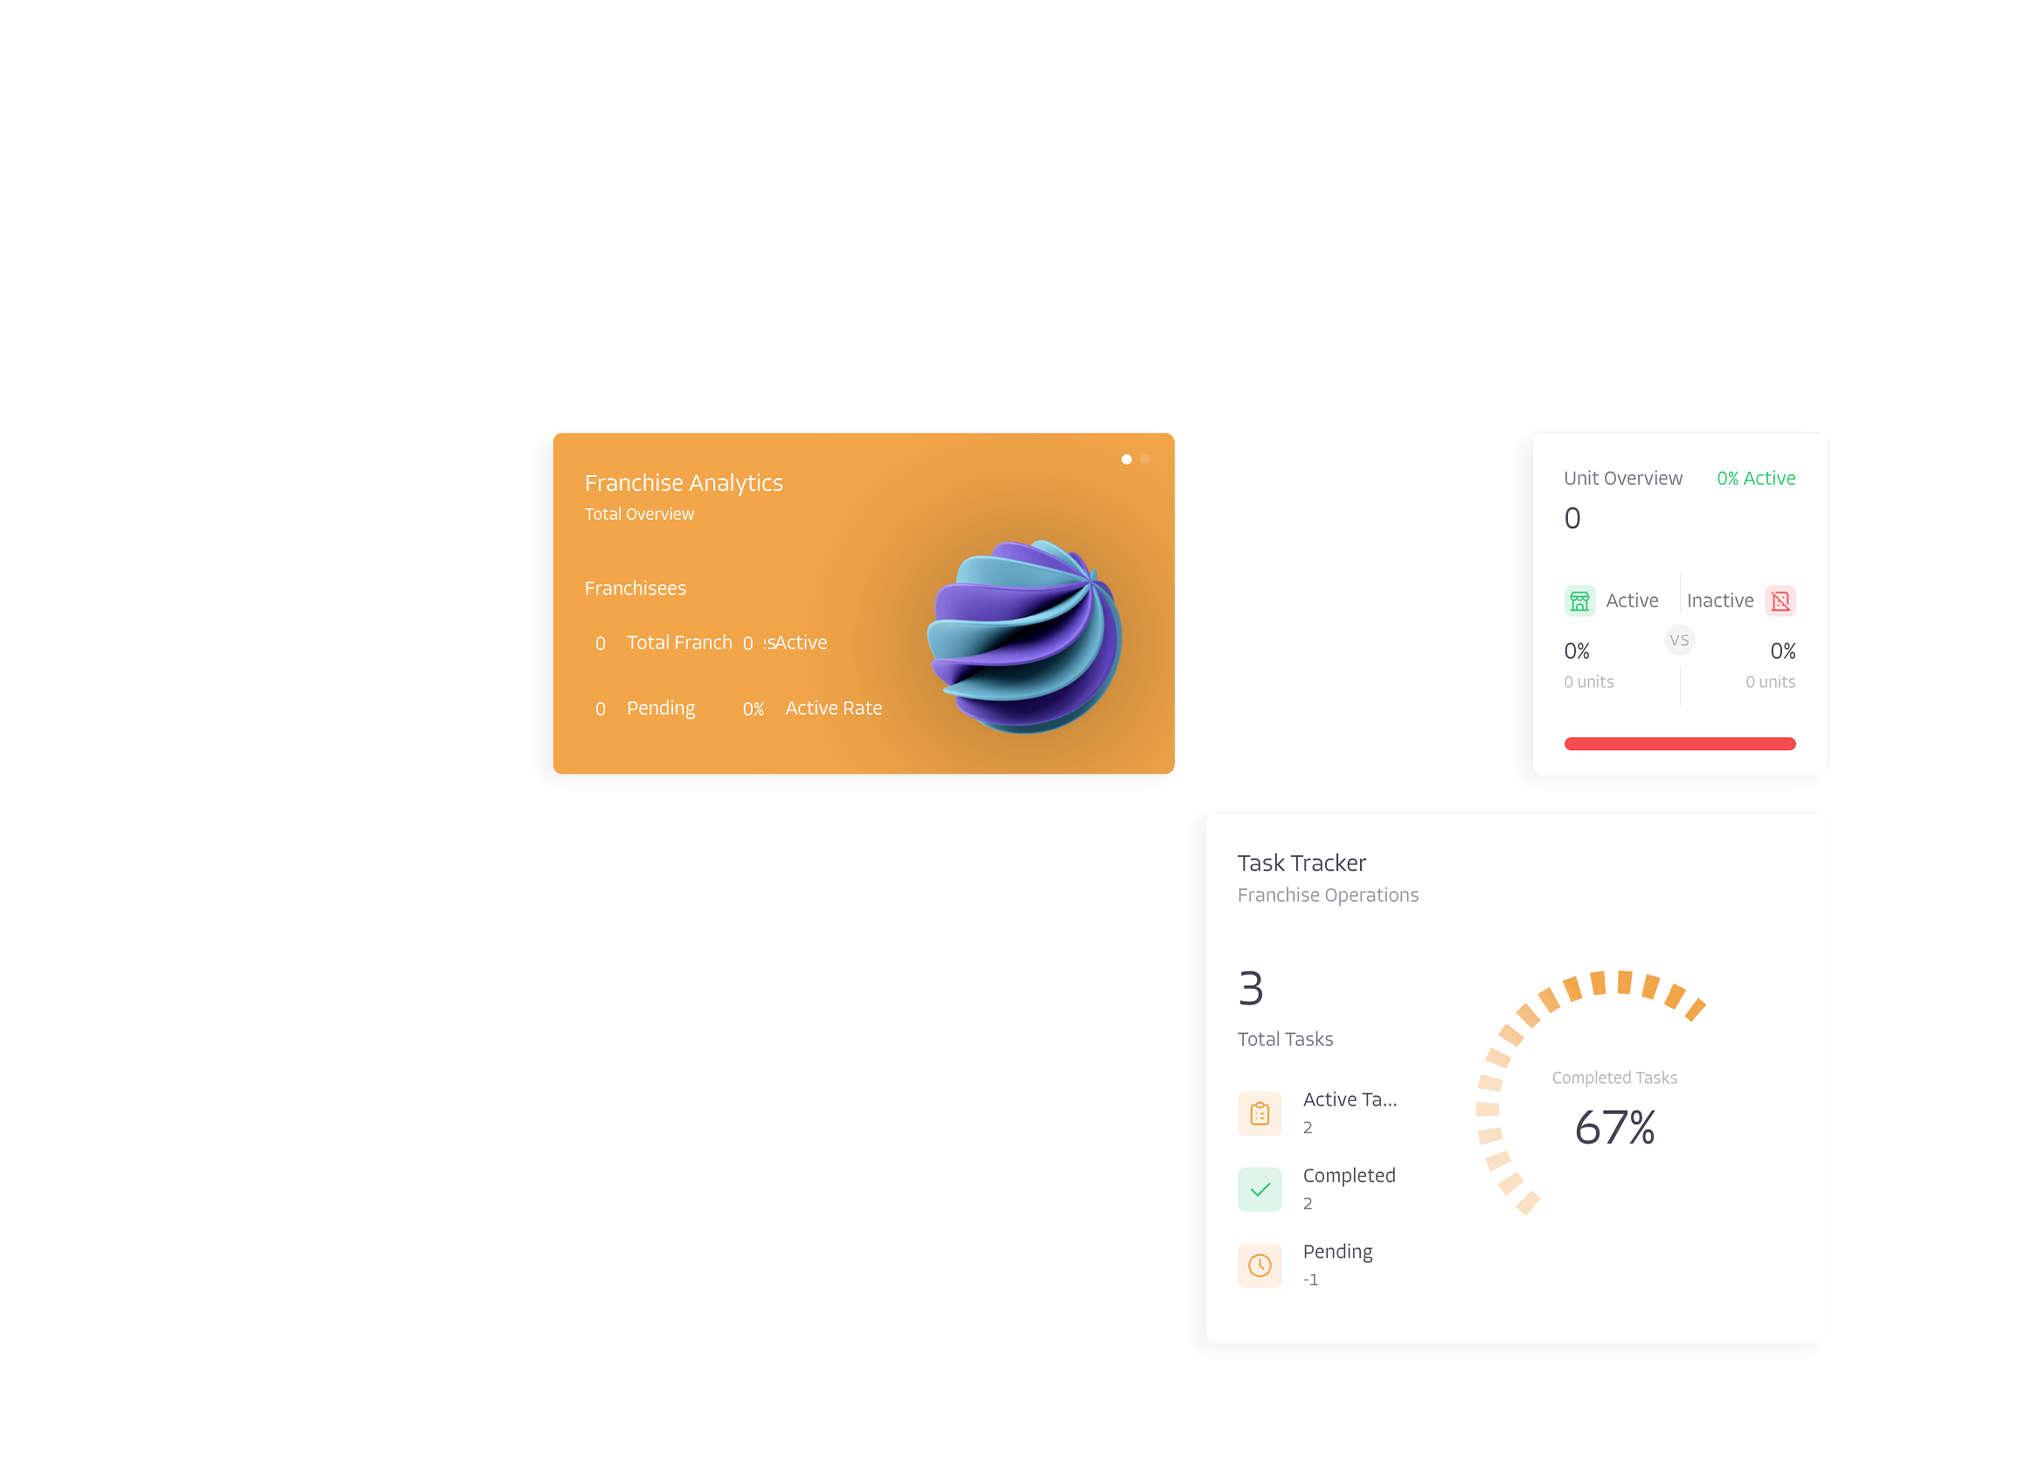 Franchise Analytics
Total Overview
Franchisees
0 Total Franch 0 s Active
0 Pending 0% Active Rate
Unit Overview 0% Active
0
Active Inactive
VS
0% 0%
0 units 0 units
Task Tracker
Franchise Operations
3
Total Tasks
Active Ta...
2
Completed
2
Pending
-1
Completed Tasks
67%